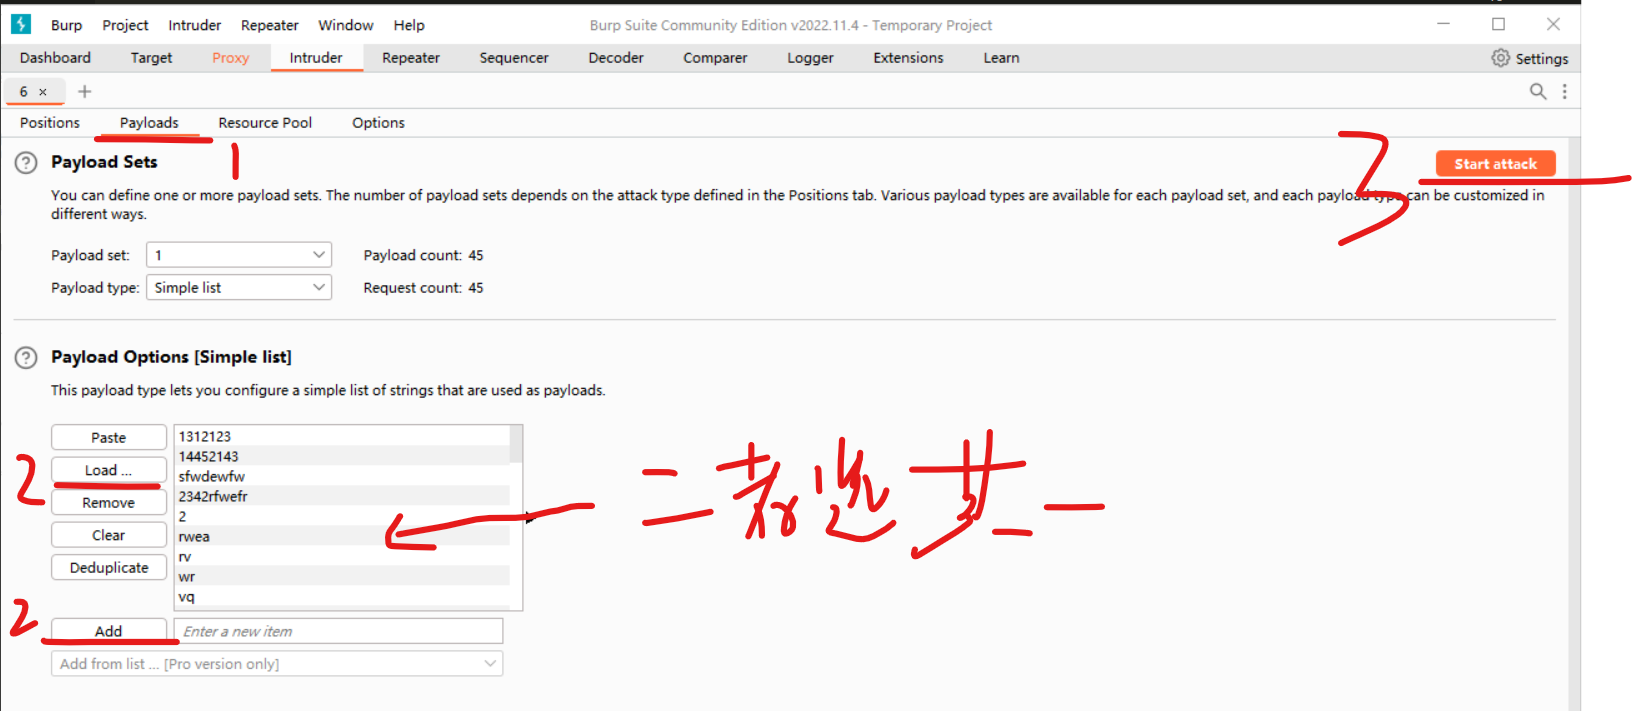 Burp Project Intruder Repeater Window Help Burp Suite Community Edition v2022.11.4 - Temporary Project
Dashboard Target Proxy Intruder Repeater Sequencer Decoder Comparer Logger Extensions Learn Settings
6 × +
Positions Payloads Resource Pool Options
1
3
Payload Sets
Start attack
You can define one or more payload sets. The number of payload sets depends on the attack type defined in the Positions tab. Various payload types are available for each payload set, and each payload type can be customized in
different ways.
Payload set: 1 Payload count: 45
Payload type: Simple list Request count: 45
Payload Options [Simple list]
This payload type lets you configure a simple list of strings that are used as payloads.
Paste
2
Load ...
Remove
Clear
Deduplicate
1312123
14452143
sfwdewfw
2342rfwefr
2
rwea
rv
wr
vq
二者选其一
2
Add
Enter a new item
Add from list ... [Pro version only]